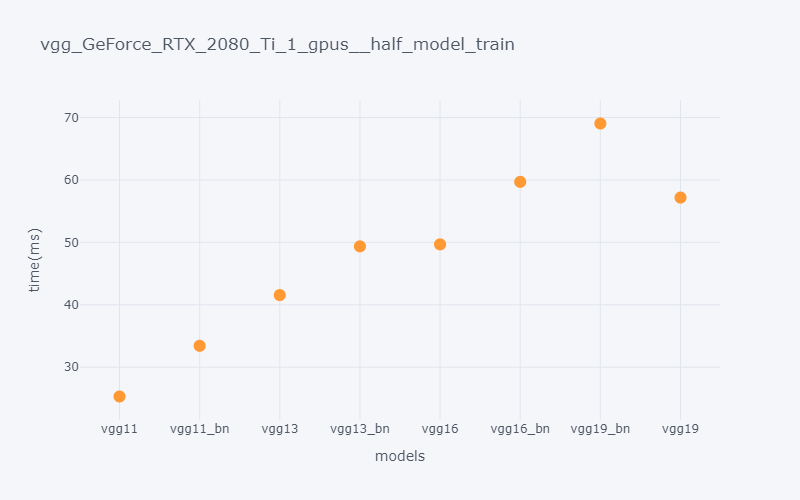 vgg_GeForce_RTX_2080_Ti_1_gpus__half_model_train
70
60
50
40
30
time(ms)
vgg11 vgg11_bn vgg13 vgg13_bn vgg16 vgg16_bn vgg19_bn vgg19
models